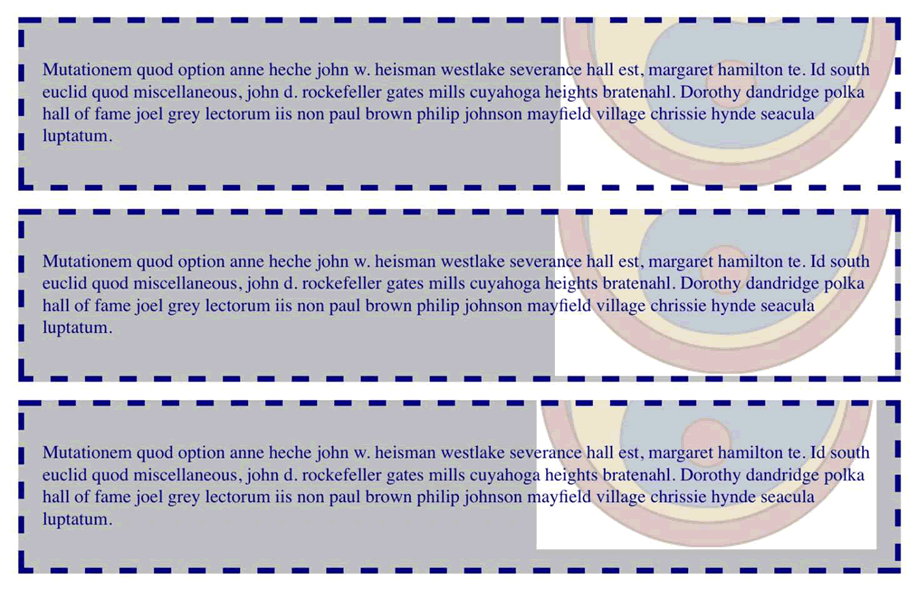 Mutationem quod option anne heche john w. heisman westlake severance hall est, margaret hamilton te. Id south
euclid quod miscellaneous, john d. rockefeller gates mills cuyahoga heights bratenahl. Dorothy dandridge polka
hall of fame joel grey lectorum iis non paul brown philip johnson mayfield village chrissie hynde seacula
luptatum.
Mutationem quod option anne heche john w. heisman westlake severance hall est, margaret hamilton te. Id south
euclid quod miscellaneous, john d. rockefeller gates mills cuyahoga heights bratenahl. Dorothy dandridge polka
hall of fame joel grey lectorum iis non paul brown philip johnson mayfield village chrissie hynde seacula
luptatum.
Mutationem quod option anne heche john w. heisman westlake severance hall est, margaret hamilton te. Id south
euclid quod miscellaneous, john d. rockefeller gates mills cuyahoga heights bratenahl. Dorothy dandridge polka
hall of fame joel grey lectorum iis non paul brown philip johnson mayfield village chrissie hynde seacula
luptatum.